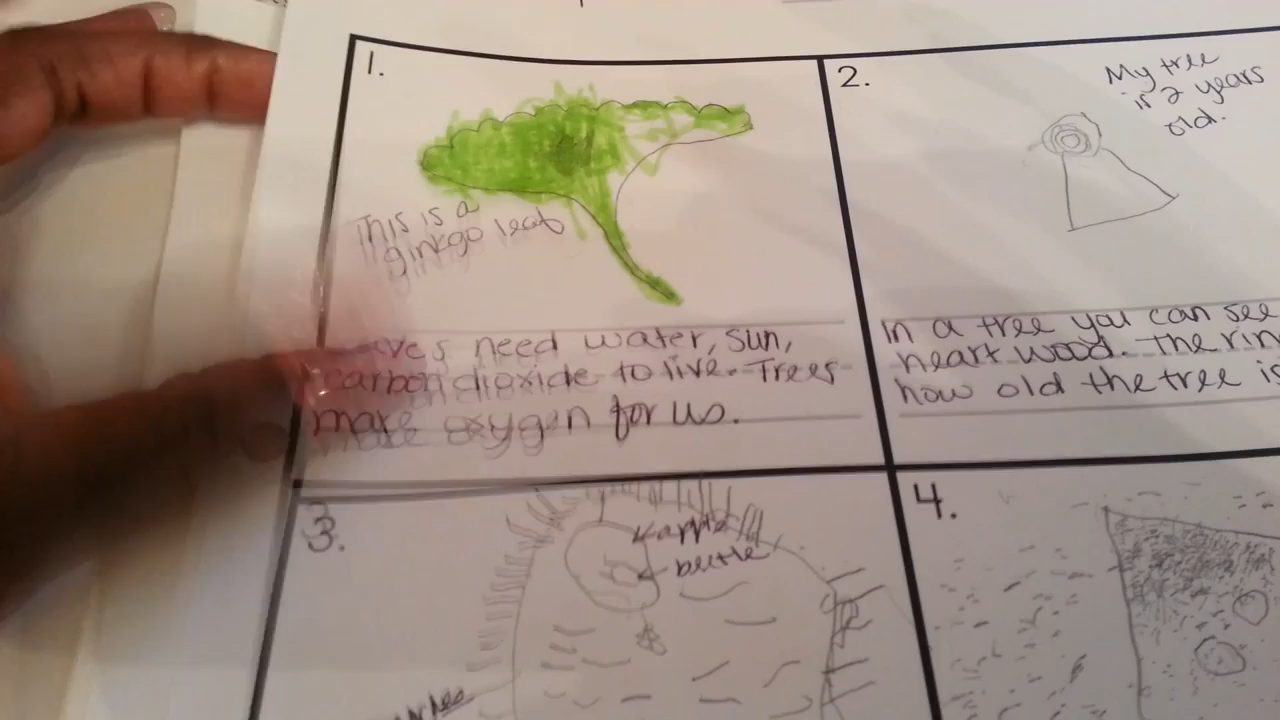 1.
This is a
ginkgo leaf
need water, sun,
carbon dioxide to live. Trees
make oxygen for us.
2.
My tree
is 2 years
old.
In a tree you can see
heart wood. The rin
how old the tree is
3.
apple
beetle
4.